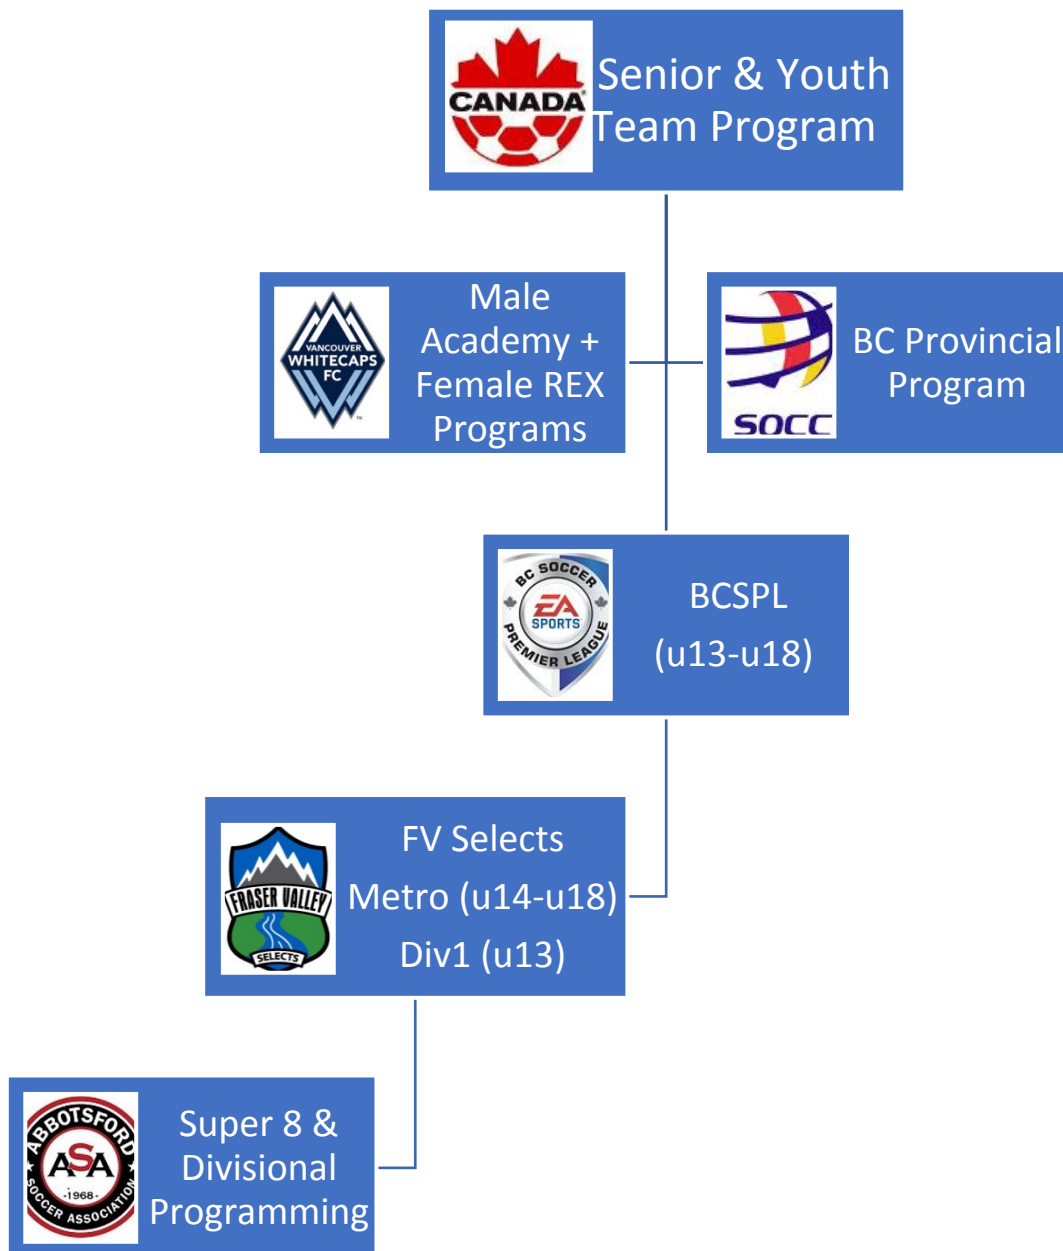 CANADA
Senior & Youth
Team Program
VANCOUVER
WHITECAPS
FC
Male
Academy +
Female REX
Programs
SOCC
BC Provincial
Program
BC SOCCER
EA
SPORTS
PREMIER LEAGUE
BCSPL
(u13-u18)
FRASER VALLEY
SELECTS
FV Selects
Metro (u14-u18)
Div1 (u13)
ABBOTSFORD
ASA
-1968-
SOCCER ASSOCIATION
Super 8 &
Divisional
Programming